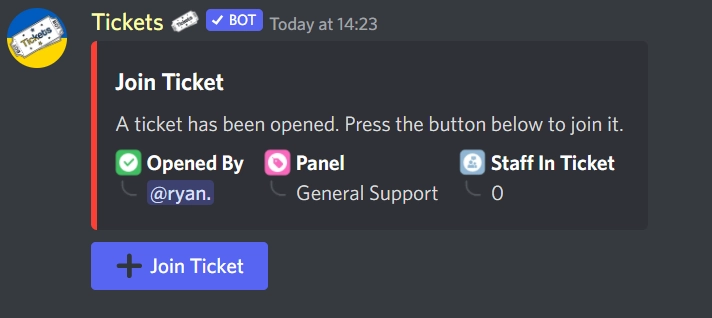 Tickets
Tickets BOT Today at 14:23
Join Ticket
A ticket has been opened. Press the button below to join it.
Opened By Panel Staff In Ticket
@ryan. General Support 0
Join Ticket